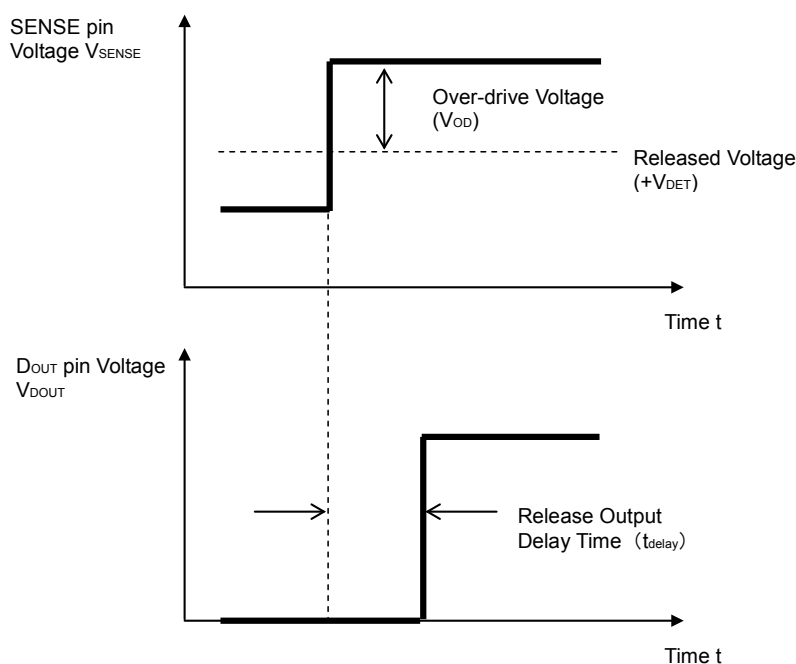 SENSE pin
Voltage VSENSE
Over-drive Voltage
(VOD)
Released Voltage
(+VDET)
Time t
DOUT pin Voltage
VDOUT
Release Output
Delay Time（tdelay）
Time t